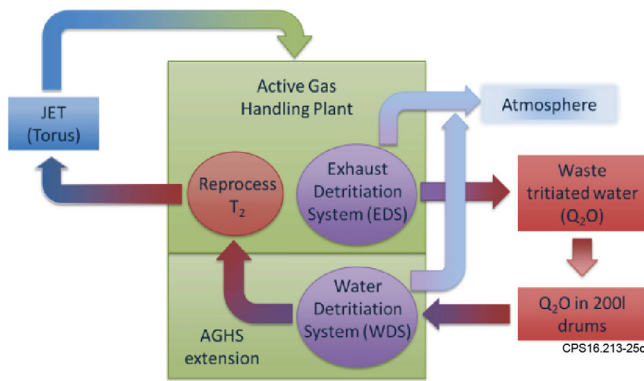 Active Gas
Handling Plant
Atmosphere
JET
(Torus)
Reprocess
T₂
Exhaust
Detritiation
System (EDS)
Waste
tritiated water
(Q₂O)
Water
Detritiation
System (WDS)
Q₂O in 200l
drums
AGHS
extension
CPS16.213-25c